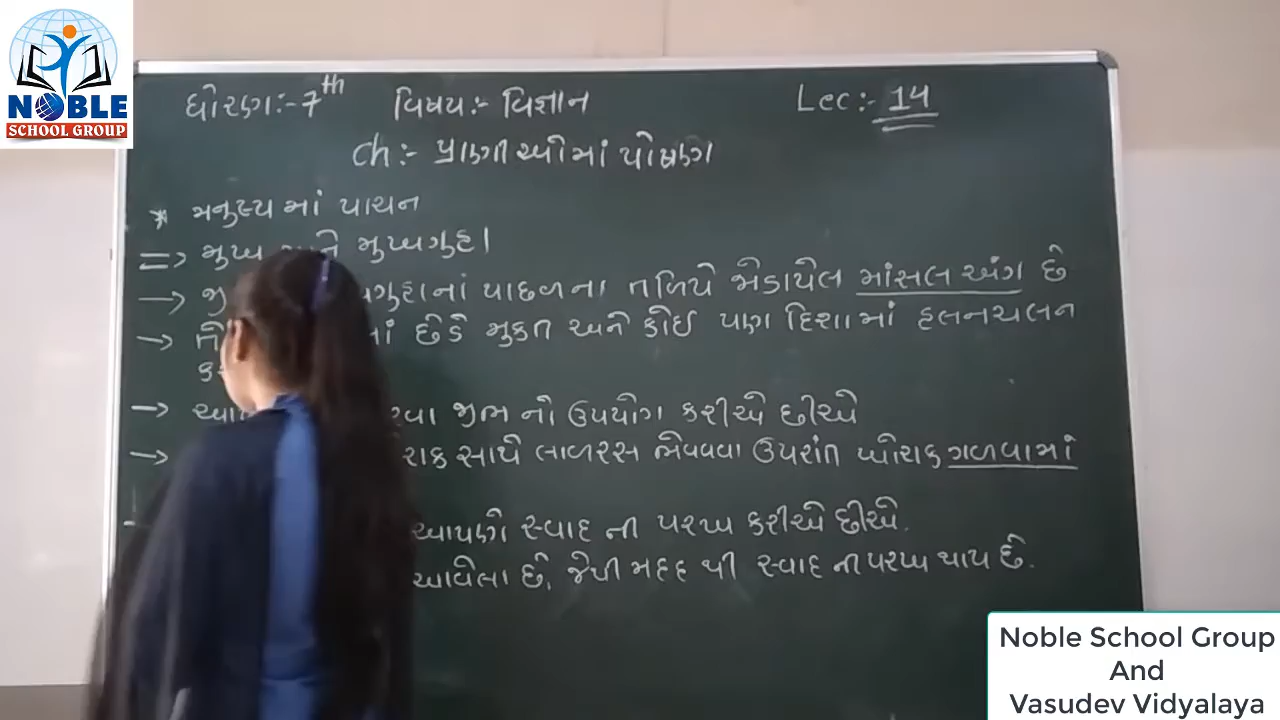 NOBLE
SCHOOL GROUP
ધોરણ:- 7th વિષય:- વિજ્ઞાન Lec:- 14
ch:- પ્રાણીઓમાં પોષણ
* મનુષ્ય માં પાચન
=> મુખ અને મુખગુહા
→ પાછળના તળિયે જોડાયેલ માંસલ અંગ છે
→ છેડે મુક્ત અને કોઈ પણ દિશામાં હલનચલન
→ જીભ નો ઉપયોગ કરીએ છીએ
→ સાથે લાળરસ ભેળવવા ઉપરાંત ખોરાક ગળવામાં
આપણે સ્વાદ ની પરખ કરીએ છીએ.
આવેલા છે, જેની મદદ થી સ્વાદ ની પરખ થાય છે.
Noble School Group
And
Vasudev Vidyalaya